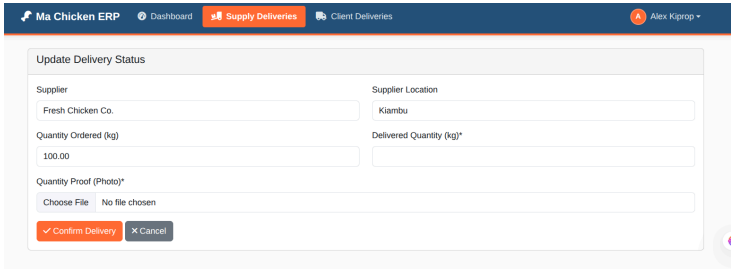 Ma Chicken ERP Dashboard Supply Deliveries Client Deliveries A Alex Kiprop
Update Delivery Status
Supplier Supplier Location
Fresh Chicken Co. Kiambu
Quantity Ordered (kg) Delivered Quantity (kg)*
100.00
Quantity Proof (Photo)*
Choose File No file chosen
Confirm Delivery Cancel